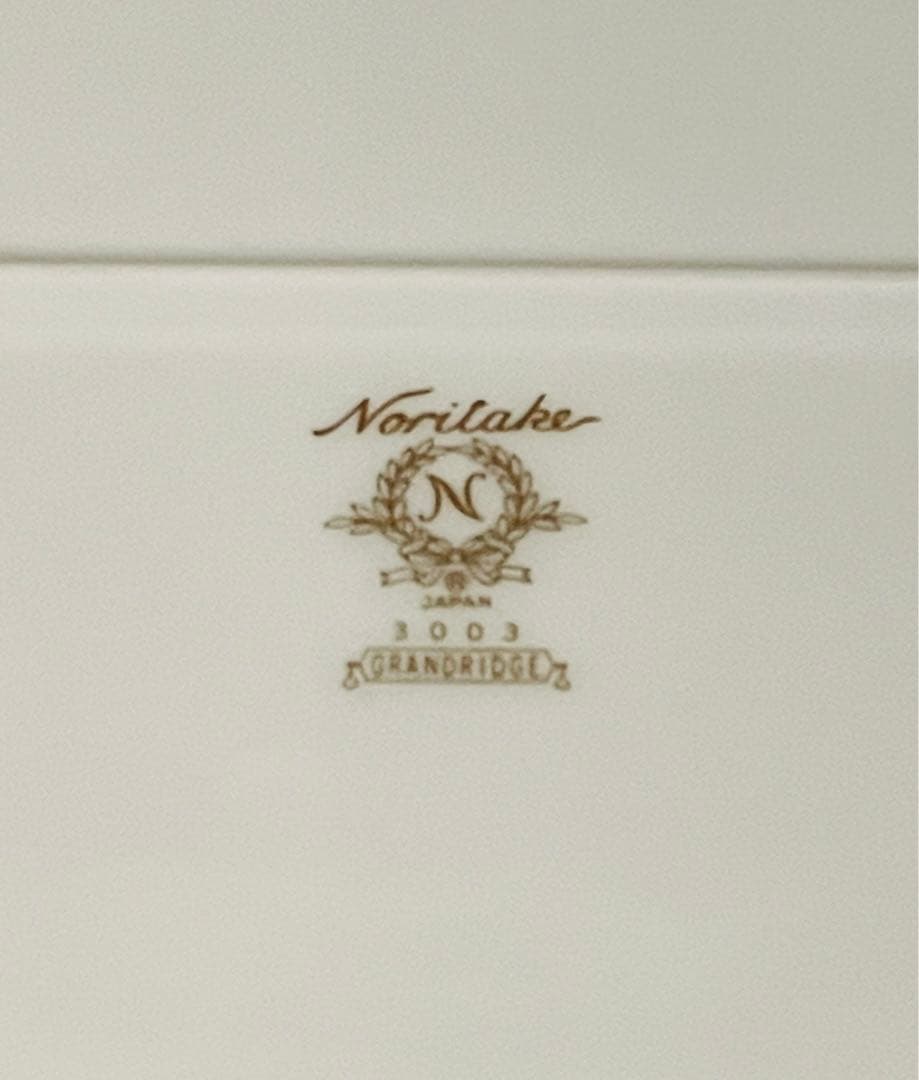 Noritake
N
®
JAPAN
3003
GRANDRIDGE